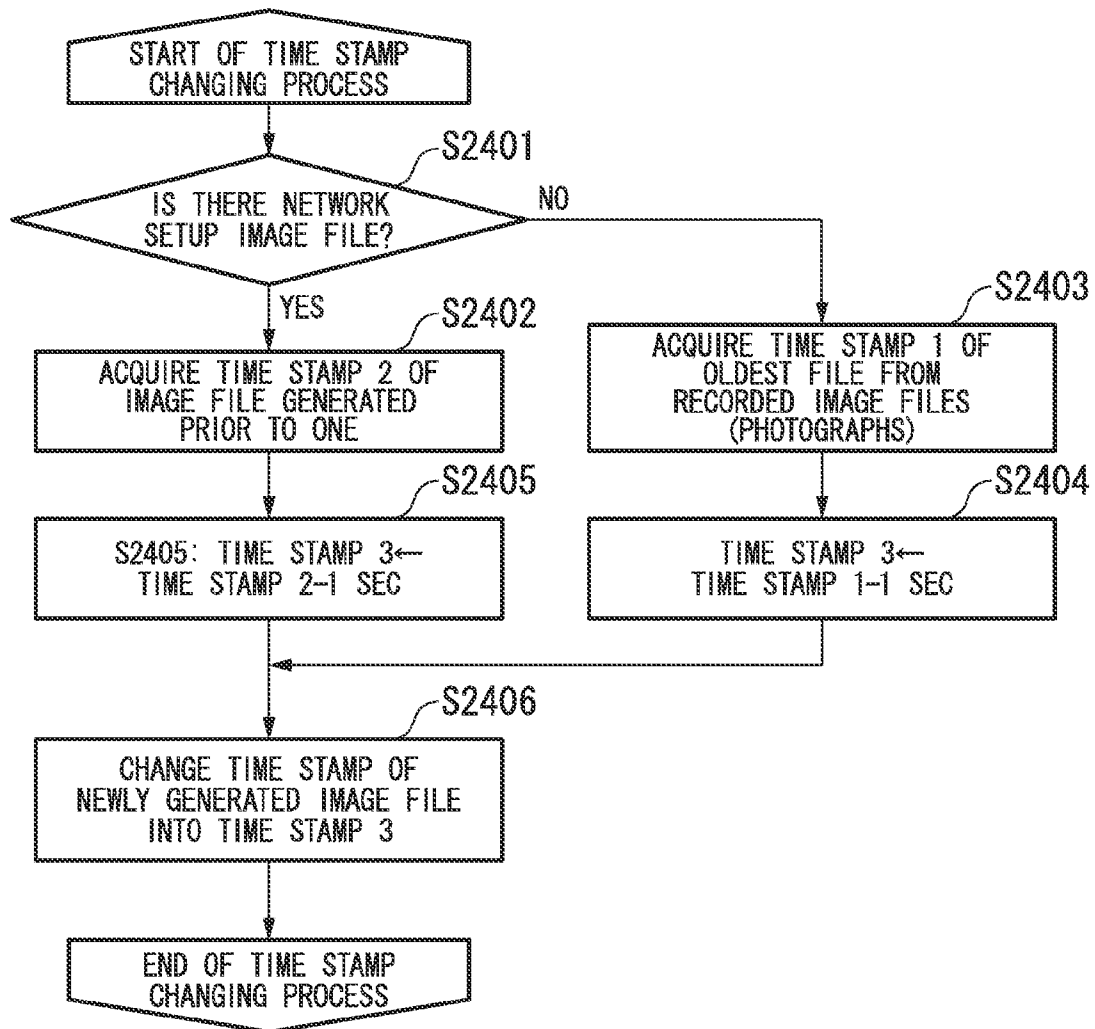 START OF TIME STAMP
CHANGING PROCESS
S2401
IS THERE NETWORK
SETUP IMAGE FILE?
NO
YES
S2402
ACQUIRE TIME STAMP 2 OF
IMAGE FILE GENERATED
PRIOR TO ONE
S2403
ACQUIRE TIME STAMP 1 OF
OLDEST FILE FROM
RECORDED IMAGE FILES
(PHOTOGRAPHS)
S2405
S2405: TIME STAMP 3←
TIME STAMP 2-1 SEC
S2404
TIME STAMP 3←
TIME STAMP 1-1 SEC
S2406
CHANGE TIME STAMP OF
NEWLY GENERATED IMAGE FILE
INTO TIME STAMP 3
END OF TIME STAMP
CHANGING PROCESS